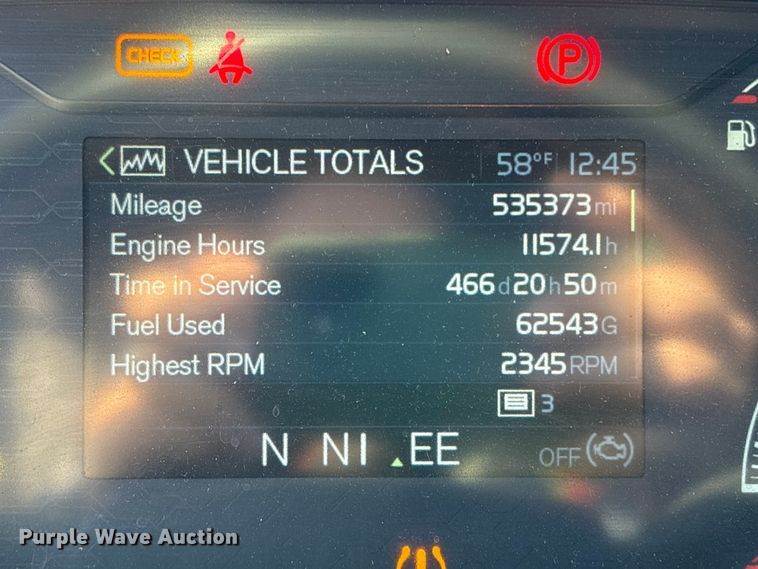 CHECK
P
VEHICLE TOTALS 58°F 12:45
Mileage 535373 mi
Engine Hours 11574.1 h
Time in Service 466 d 20 h 50 m
Fuel Used 62543 G
Highest RPM 2345 RPM
3
N NI EE OFF
Purple Wave Auction